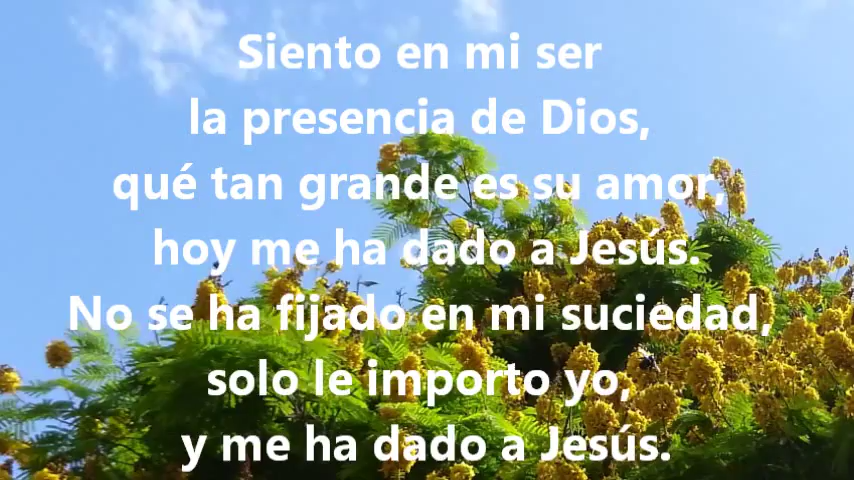 Siento en mi ser
la presencia de Dios,
qué tan grande es su amor,
hoy me ha dado a Jesús.
No se ha fijado en mi suciedad,
solo le importo yo,
y me ha dado a Jesús.